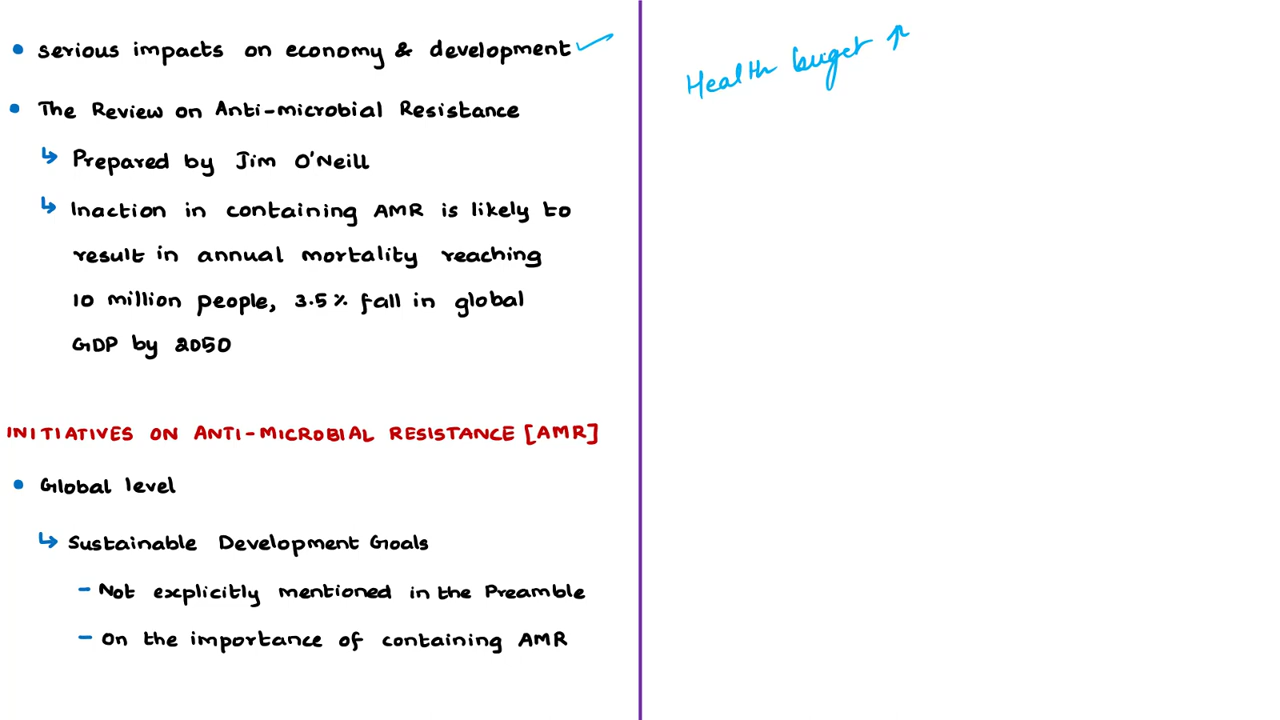 • serious impacts on economy & development ✓
• The Review on Anti-microbial Resistance
↳ Prepared by Jim O'Neill
↳ Inaction in containing AMR is likely to
result in annual mortality reaching
10 million people, 3.5% fall in global
GDP by 2050
INITIATIVES ON ANTI-MICROBIAL RESISTANCE [AMR]
• Global level
↳ Sustainable Development Goals
- Not explicitly mentioned in the Preamble
- On the importance of containing AMR
Health buget ↑